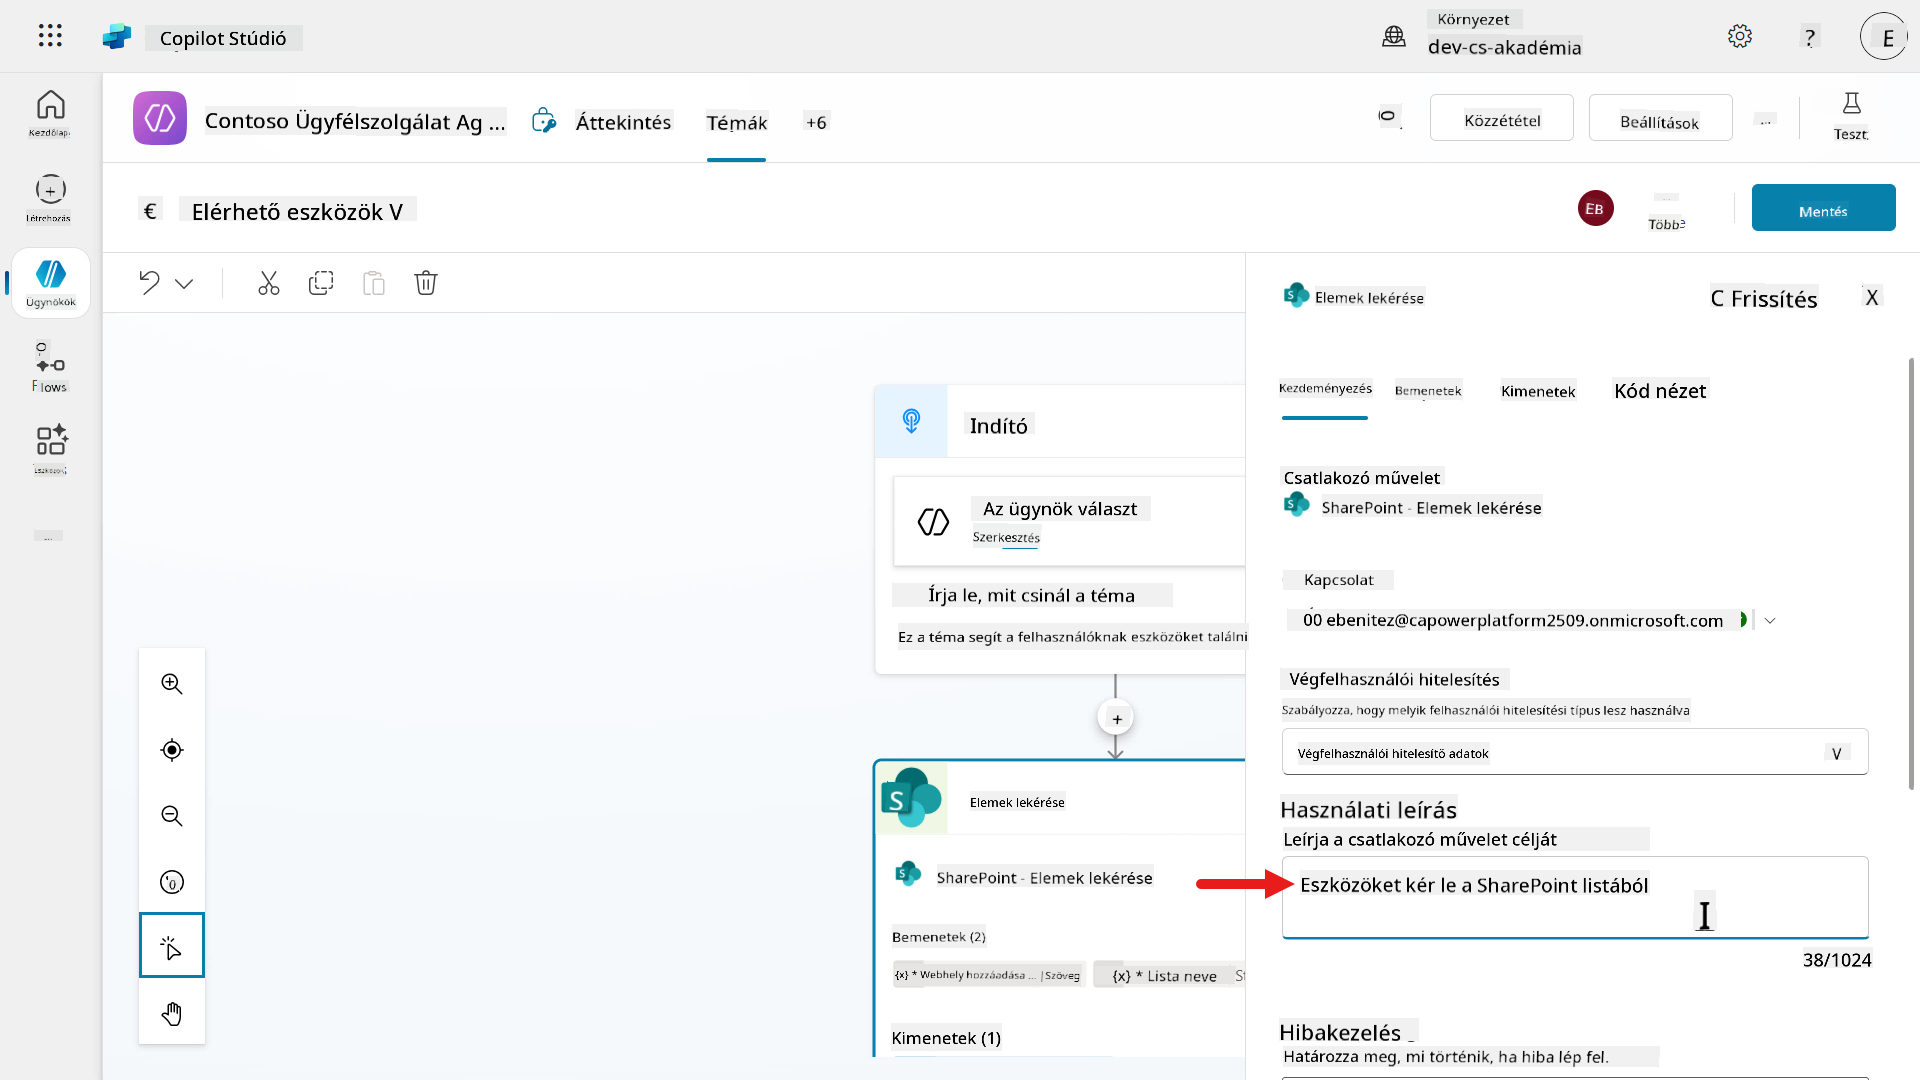 Copilot Stúdió
Környezet
dev-cs-akadémia
?
E
Kezdőlap
Contoso Ügyfélszolgálat Ag ...
Áttekintés
Témák
+6
Közzététel
Beállítások
...
Teszt
Létrehozás
€ Elérhető eszközök V
EB
Több
Mentés
Ügynökök
Flows
Elemek lekérése
C Frissítés
X
Kezdeményezés
Bemenetek
Kimenetek
Kód nézet
Indító
Csatlakozó művelet
SharePoint - Elemek lekérése
Az ügynök választ
Szerkesztés
Kapcsolat
Írja le, mit csinál a téma
00 ebenitez@capowerplatform2509.onmicrosoft.com
Ez a téma segít a felhasználóknak eszközöket találni
Végfelhasználói hitelesítés
Szabályozza, hogy melyik felhasználói hitelesítési típus lesz használva
Végfelhasználói hitelesítő adatok
V
Elemek lekérése
Használati leírás
Leírja a csatlakozó művelet célját
SharePoint - Elemek lekérése
Eszközöket kér le a SharePoint listából
Bemenetek (2)
38/1024
{x} * Webhely hozzáadása ... | Szöveg
{x} * Lista neve
Kimenetek (1)
Hibakezelés
Határozza meg, mi történik, ha hiba lép fel.